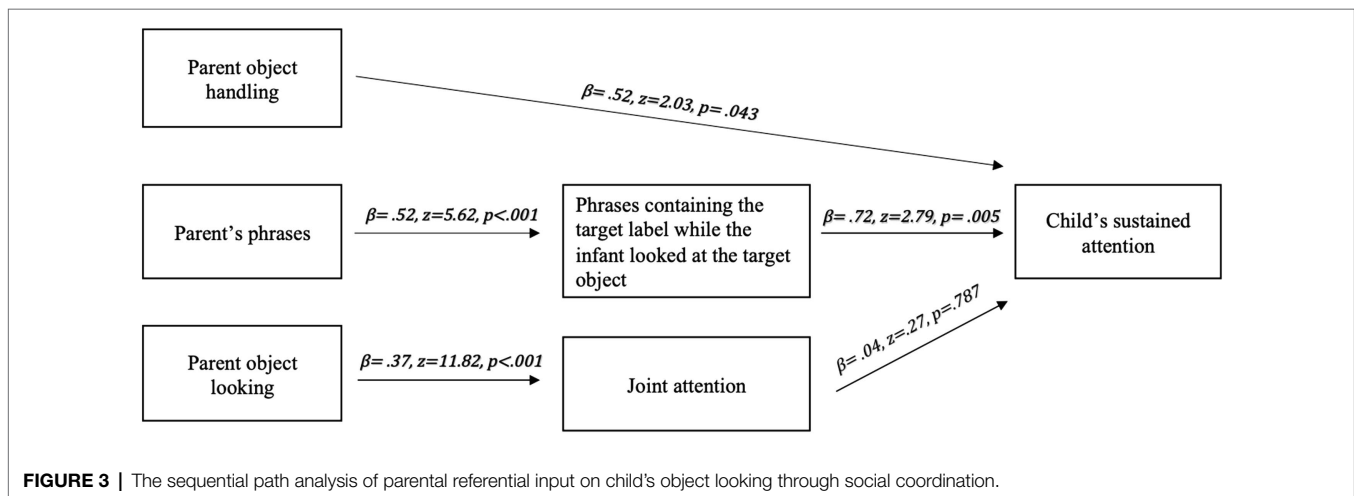 Parent object
handling
β= .52, z=2.03, p= .043
Parent's phrases
β= .52, z=5.62, p<.001
Phrases containing the
target label while the
infant looked at the target
object
β= .72, z=2.79, p= .005
Child's sustained
attention
Parent object
looking
β= .37, z=11.82, p<.001
Joint attention
β= .04, z=.27, p=.787
FIGURE 3 | The sequential path analysis of parental referential input on child's object looking through social coordination.